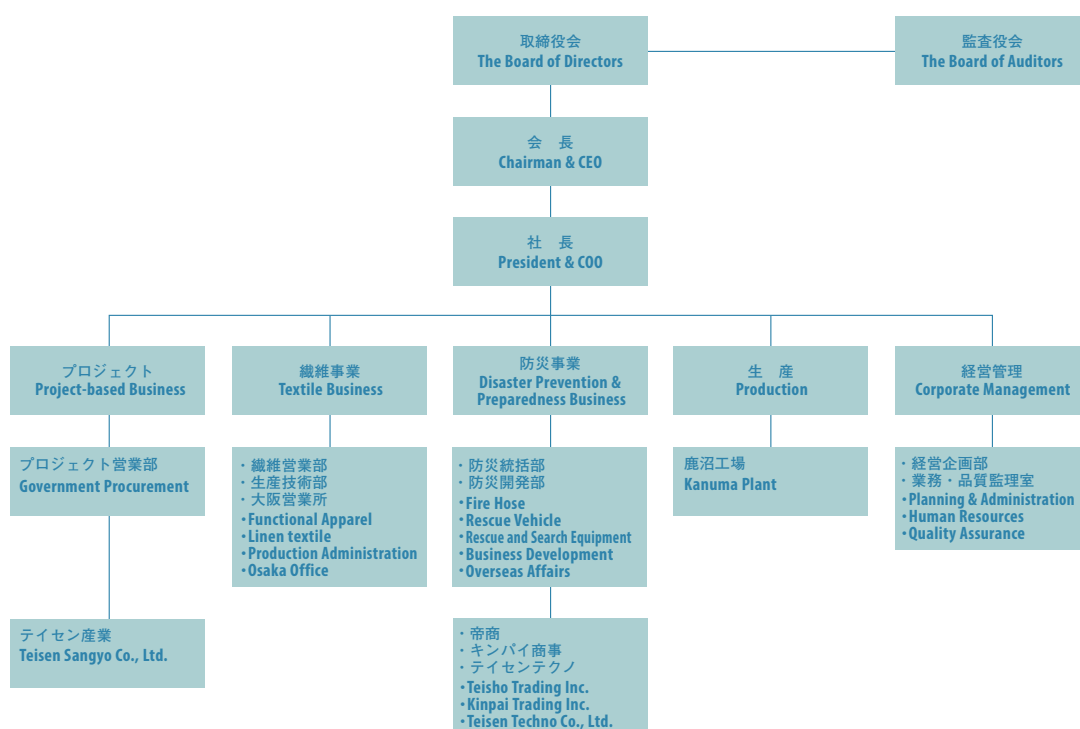 取締役会
The Board of Directors
監査役会
The Board of Auditors
会　長
Chairman & CEO
社　長
President & COO
プロジェクト
Project-based Business
繊維事業
Textile Business
防災事業
Disaster Prevention &
Preparedness Business
生　産
Production
経営管理
Corporate Management
プロジェクト営業部
Government Procurement
・繊維営業部
・生産技術部
・大阪営業所
・Functional Apparel
・Linen textile
・Production Administration
・Osaka Office
・防災統括部
・防災開発部
・Fire Hose
・Rescue Vehicle
・Rescue and Search Equipment
・Business Development
・Overseas Affairs
鹿沼工場
Kanuma Plant
・経営企画部
・業務・品質監理室
・Planning & Administration
・Human Resources
・Quality Assurance
テイセン産業
Teisen Sangyo Co., Ltd.
・帝商
・キンパイ商事
・テイセンテクノ
・Teisho Trading Inc.
・Kinpai Trading Inc.
・Teisen Techno Co., Ltd.